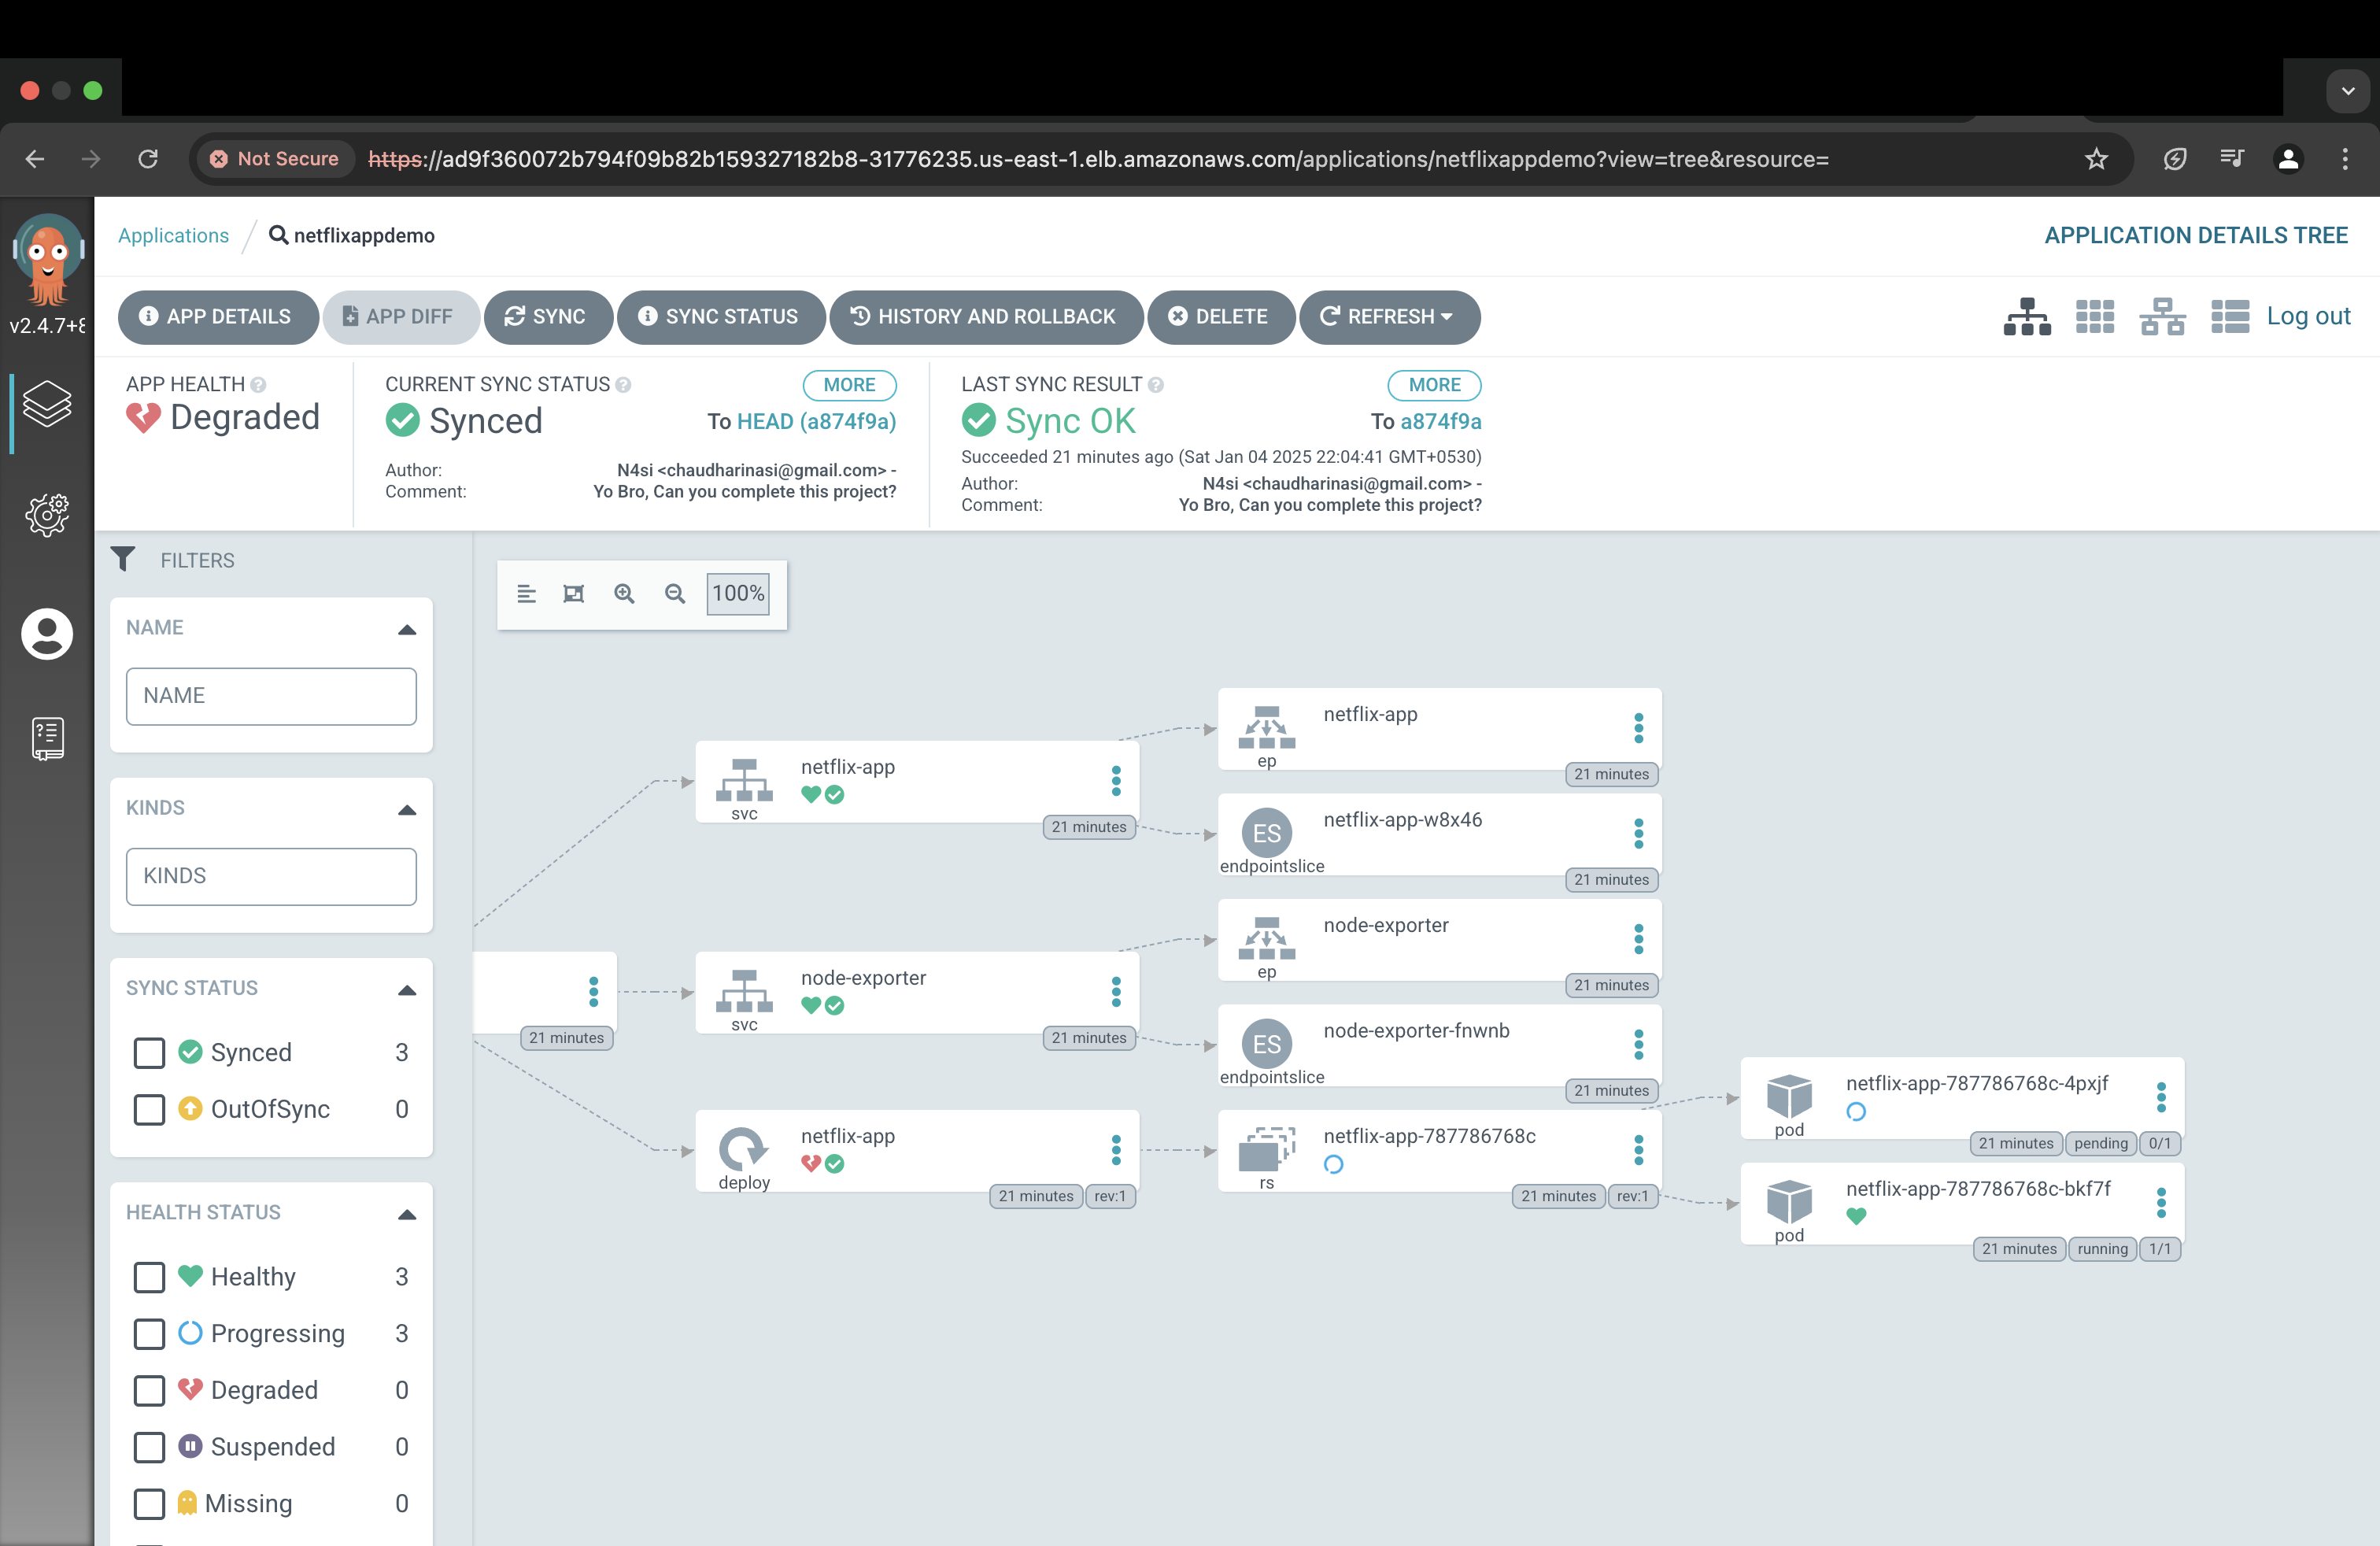 Not Secure
https://ad9f360072b794f09b82b159327182b8-31776235.us-east-1.elb.amazonaws.com/applications/netflixappdemo?view=tree&resource=
Applications
netflixappdemo
APPLICATION DETAILS TREE
v2.4.7+8
APP DETAILS
APP DIFF
SYNC
SYNC STATUS
HISTORY AND ROLLBACK
DELETE
REFRESH
Log out
APP HEALTH
Degraded
CURRENT SYNC STATUS
MORE
Synced
To HEAD (a874f9a)
Author:
N4si <chaudharinasi@gmail.com> -
Comment:
Yo Bro, Can you complete this project?
LAST SYNC RESULT
MORE
Sync OK
To a874f9a
Succeeded 21 minutes ago (Sat Jan 04 2025 22:04:41 GMT+0530)
Author:
N4si <chaudharinasi@gmail.com> -
Comment:
Yo Bro, Can you complete this project?
FILTERS
NAME
NAME
KINDS
KINDS
SYNC STATUS
Synced 3
OutOfSync 0
HEALTH STATUS
Healthy 3
Progressing 3
Degraded 0
Suspended 0
Missing 0
100%
21 minutes
netflix-app
svc
21 minutes
node-exporter
svc
21 minutes
netflix-app
deploy
21 minutes
rev:1
netflix-app
ep
21 minutes
ES
netflix-app-w8x46
endpointslice
21 minutes
node-exporter
ep
21 minutes
ES
node-exporter-fnwnb
endpointslice
21 minutes
netflix-app-787786768c
rs
21 minutes
rev:1
netflix-app-787786768c-4pxjf
pod
21 minutes
pending
0/1
netflix-app-787786768c-bkf7f
pod
21 minutes
running
1/1